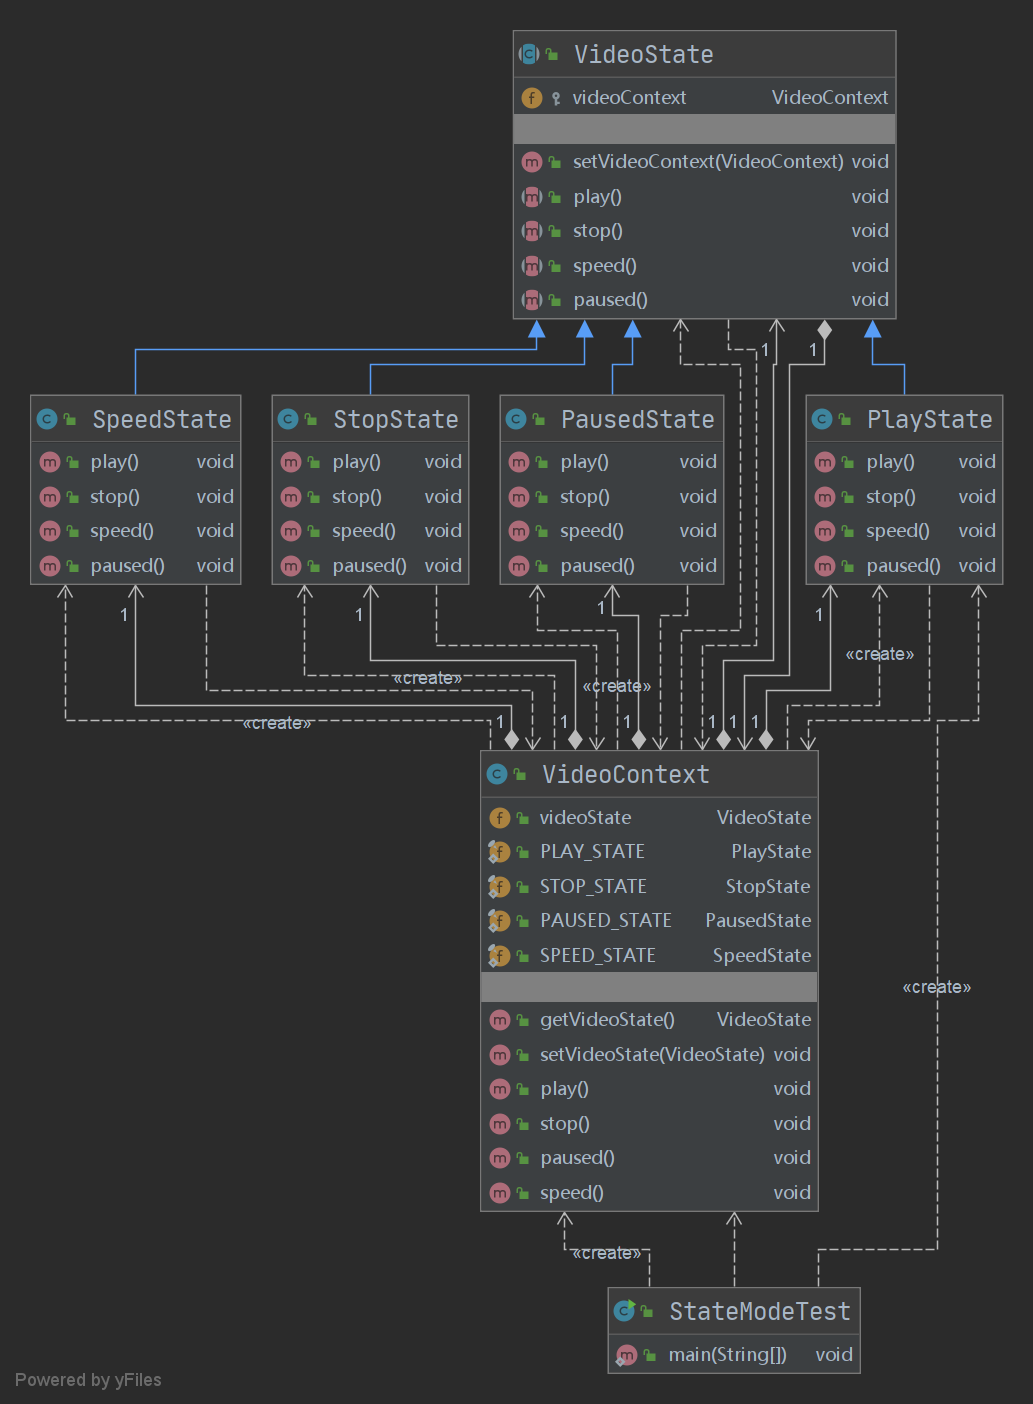 VideoState
videoContext VideoContext
setVideoContext(VideoContext) void
play() void
stop() void
speed() void
paused() void
1 1
SpeedState
play() void
stop() void
speed() void
paused() void
StopState
play() void
stop() void
speed() void
paused() void
PausedState
play() void
stop() void
speed() void
paused() void
PlayState
play() void
stop() void
speed() void
paused() void
1 1 1 1
«create»
«create» «create»
«create» 1 1 1 1 1 1
VideoContext
videoState VideoState
PLAY_STATE PlayState
STOP_STATE StopState
PAUSED_STATE PausedState
SPEED_STATE SpeedState
getVideoState() VideoState
setVideoState(VideoState) void
play() void
stop() void
paused() void
speed() void
«create»
«create»
StateModeTest
main(String[]) void
Powered by yFiles